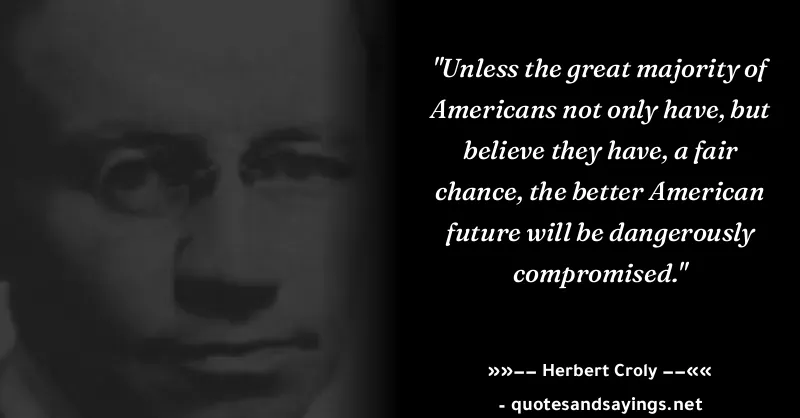 "Unless the great majority of
Americans not only have, but
believe they have, a fair
chance, the better American
future will be dangerously
compromised."
»»–– Herbert Croly ––««
- quotesandsayings.net